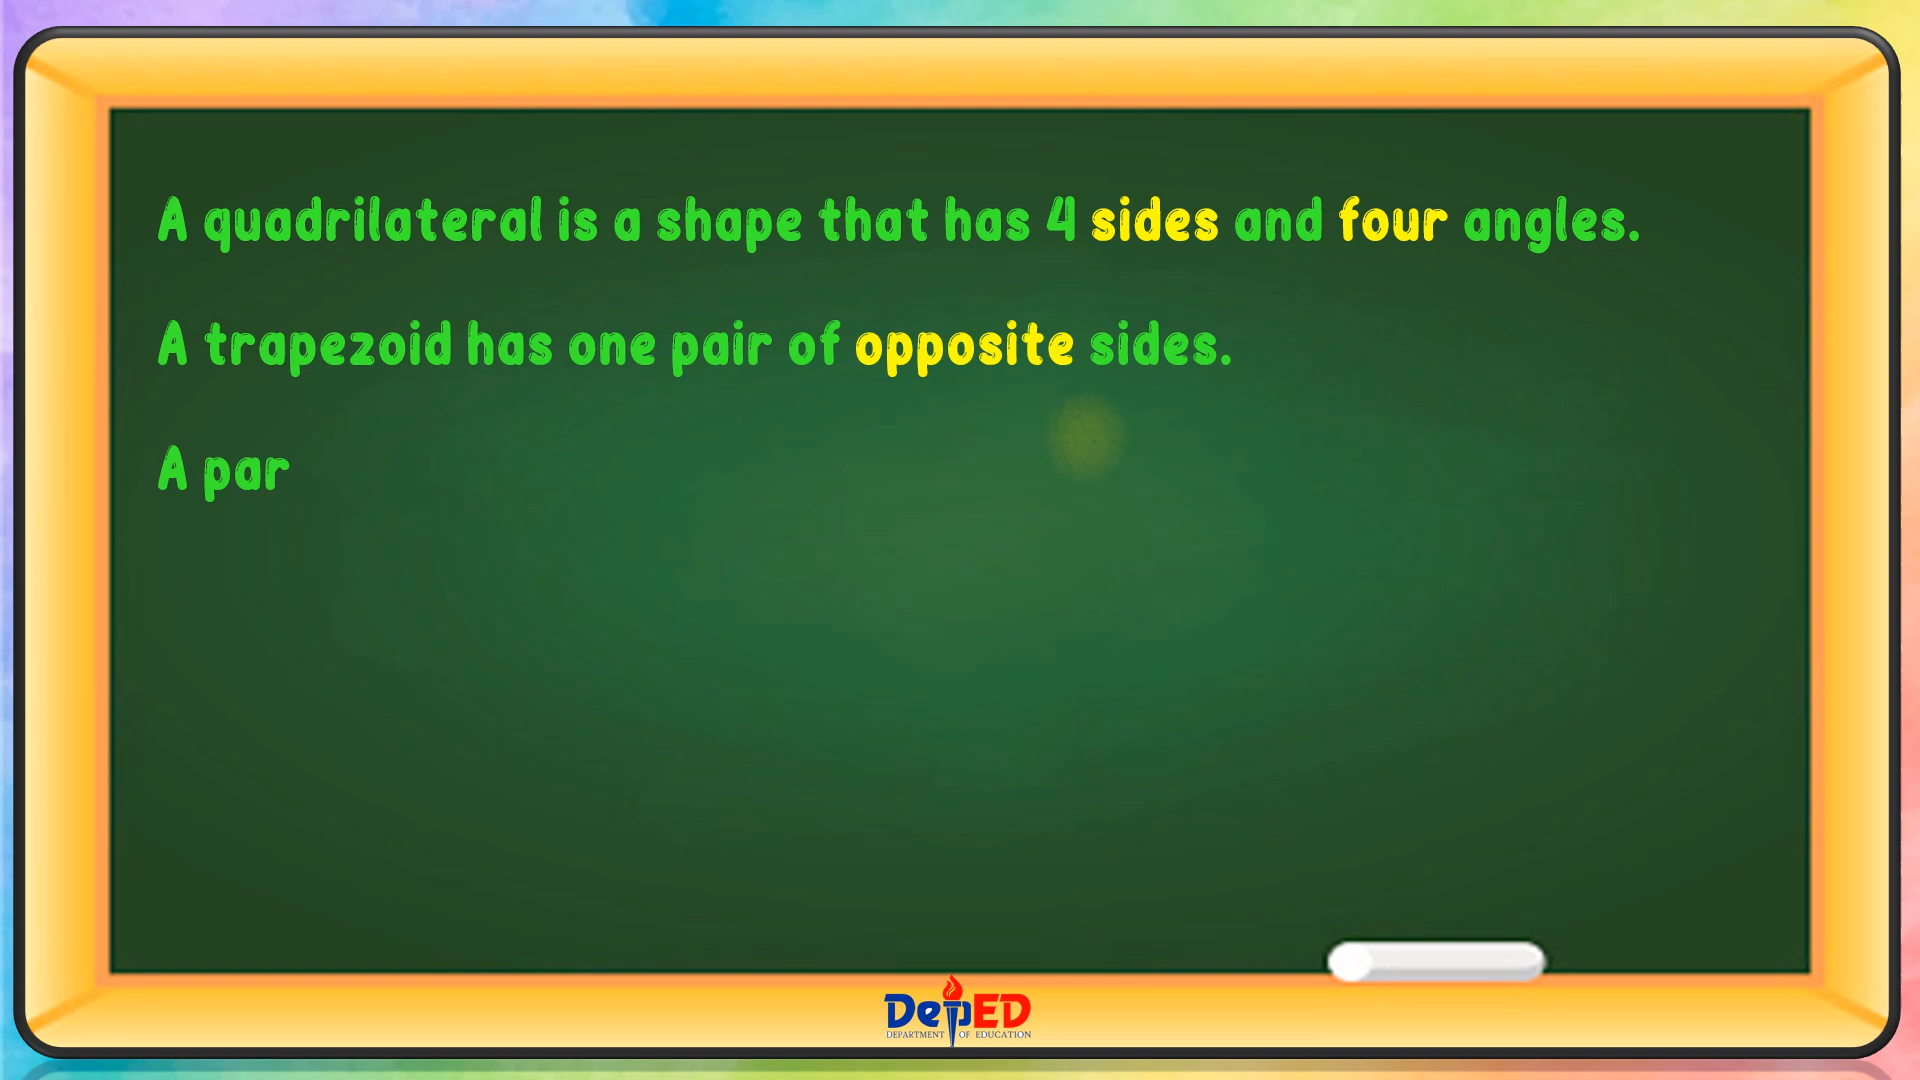 A quadrilateral is a shape that has 4 sides and four angles.
A trapezoid has one pair of opposite sides.
A par
DepED
DEPARTMENT OF EDUCATION